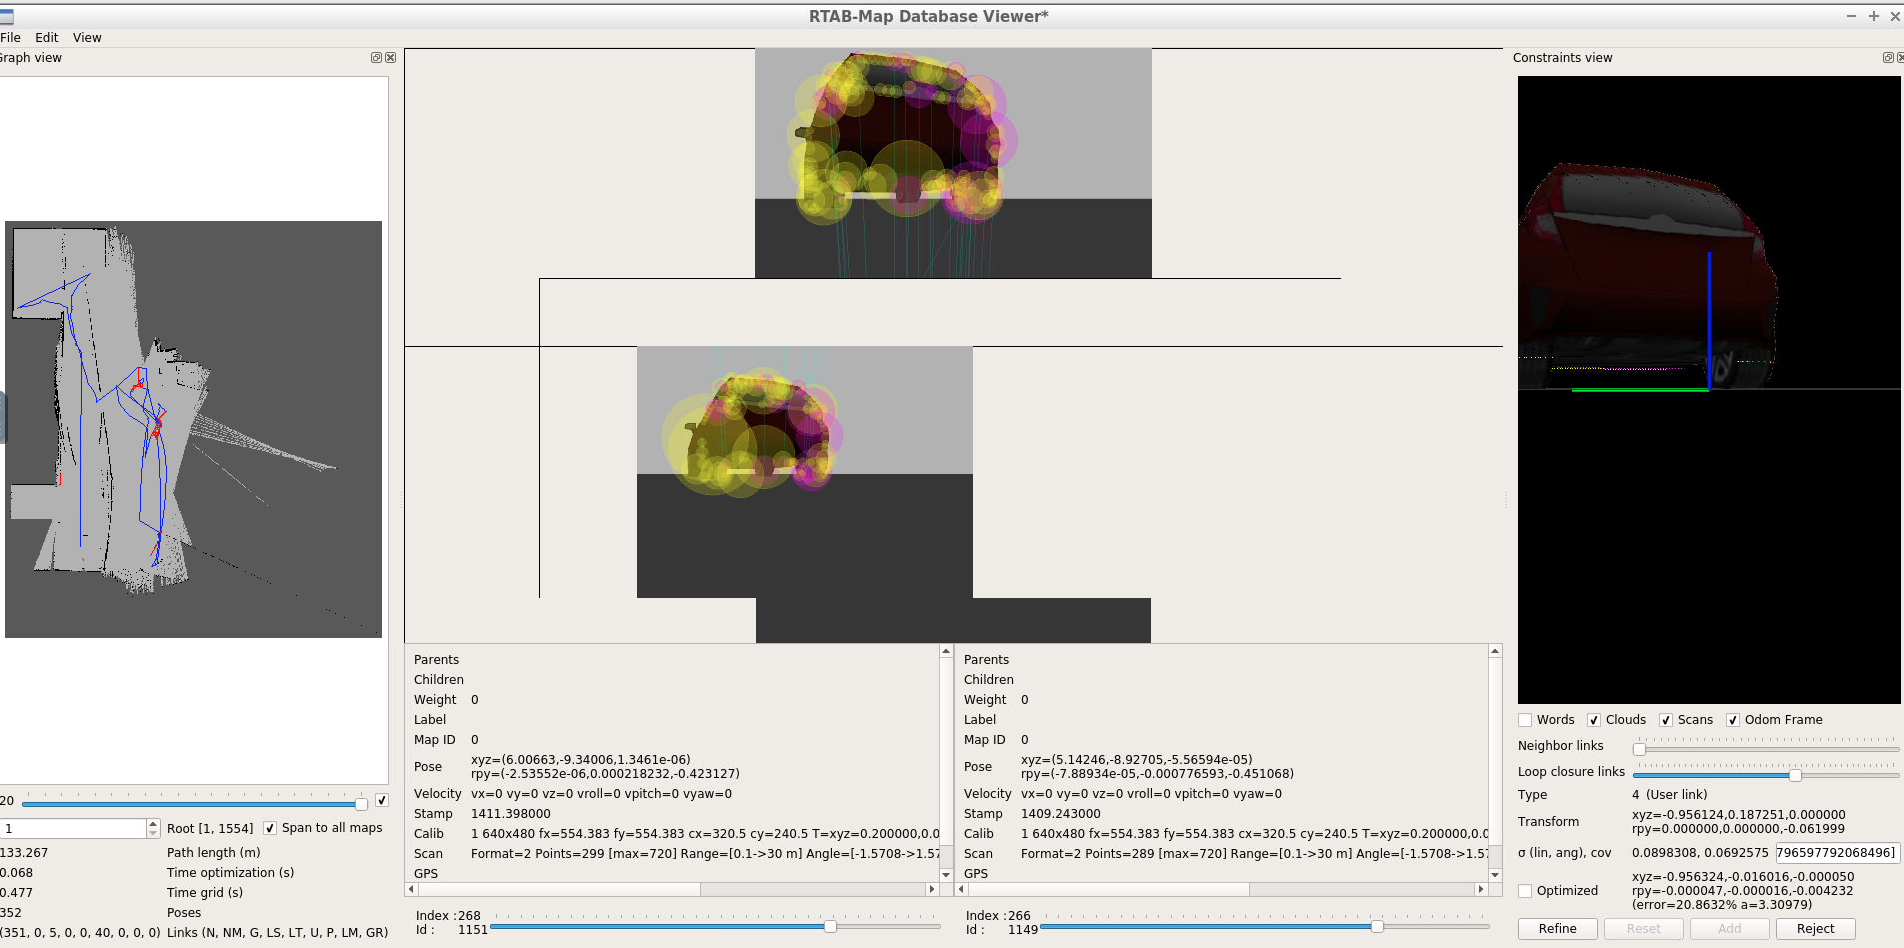 RTAB-Map Database Viewer*
File Edit View
Graph view
Constraints view
20
1 Root [1, 1554] Span to all maps
133.267 Path length (m)
0.068 Time optimization (s)
0.477 Time grid (s)
352 Poses
(351, 0, 5, 0, 0, 40, 0, 0, 0) Links (N, NM, G, LS, LT, U, P, LM, GR)
Parents
Children
Weight 0
Label
Map ID 0
Pose xyz=(6.00663,-9.34006,1.3461e-06)
rpy=(-2.53552e-06,0.000218232,-0.423127)
Velocity vx=0 vy=0 vz=0 vroll=0 vpitch=0 vyaw=0
Stamp 1411.398000
Calib 1 640x480 fx=554.383 fy=554.383 cx=320.5 cy=240.5 T=xyz=0.200000,0.0
Scan Format=2 Points=299 [max=720] Range=[0.1->30 m] Angle=[-1.5708->1.57
GPS
Index : 268
Id : 1151
Parents
Children
Weight 0
Label
Map ID 0
Pose xyz=(5.14246,-8.92705,-5.56594e-05)
rpy=(-7.88934e-05,-0.000776593,-0.451068)
Velocity vx=0 vy=0 vz=0 vroll=0 vpitch=0 vyaw=0
Stamp 1409.243000
Calib 1 640x480 fx=554.383 fy=554.383 cx=320.5 cy=240.5 T=xyz=0.200000,0.0
Scan Format=2 Points=289 [max=720] Range=[0.1->30 m] Angle=[-1.5708->1.57
GPS
Index : 266
Id : 1149
Words Clouds Scans Odom Frame
Neighbor links
Loop closure links
Type 4 (User link)
Transform xyz=-0.956124,0.187251,0.000000
rpy=0.000000,0.000000,-0.061999
σ (lin, ang), cov 0.0898308, 0.0692575 796597792068496]
Optimized xyz=-0.956324,-0.016016,-0.000050
rpy=-0.000047,-0.000016,-0.004232
(error=20.8632% a=3.30979)
Refine Reset Add Reject